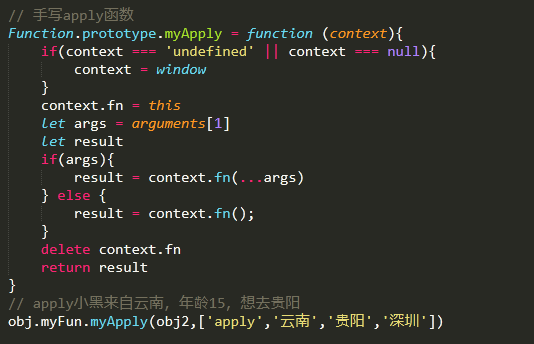 // 手写apply函数
Function.prototype.myApply = function (context){
    if(context === 'undefined' || context === null){
        context = window
    }
    context.fn = this
    let args = arguments[1]
    let result
    if(args){
        result = context.fn(...args)
    } else {
        result = context.fn();
    }
    delete context.fn
    return result
}
// apply小黑来自云南, 年龄15, 想去贵阳
obj.myFun.myApply(obj2,['apply','云南','贵阳','深圳'])